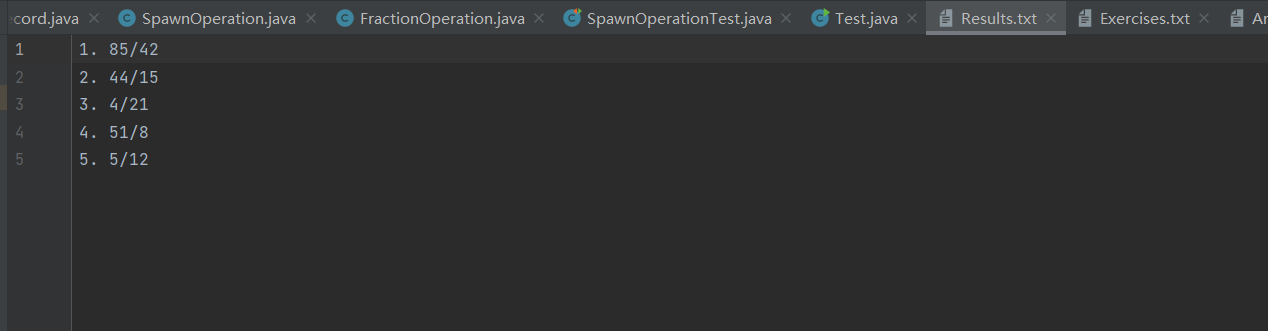 ecord.java SpawnOperation.java FractionOperation.java SpawnOperationTest.java Test.java Results.txt Exercises.txt
1 1. 85/42
2 2. 44/15
3 3. 4/21
4 4. 51/8
5 5. 5/12